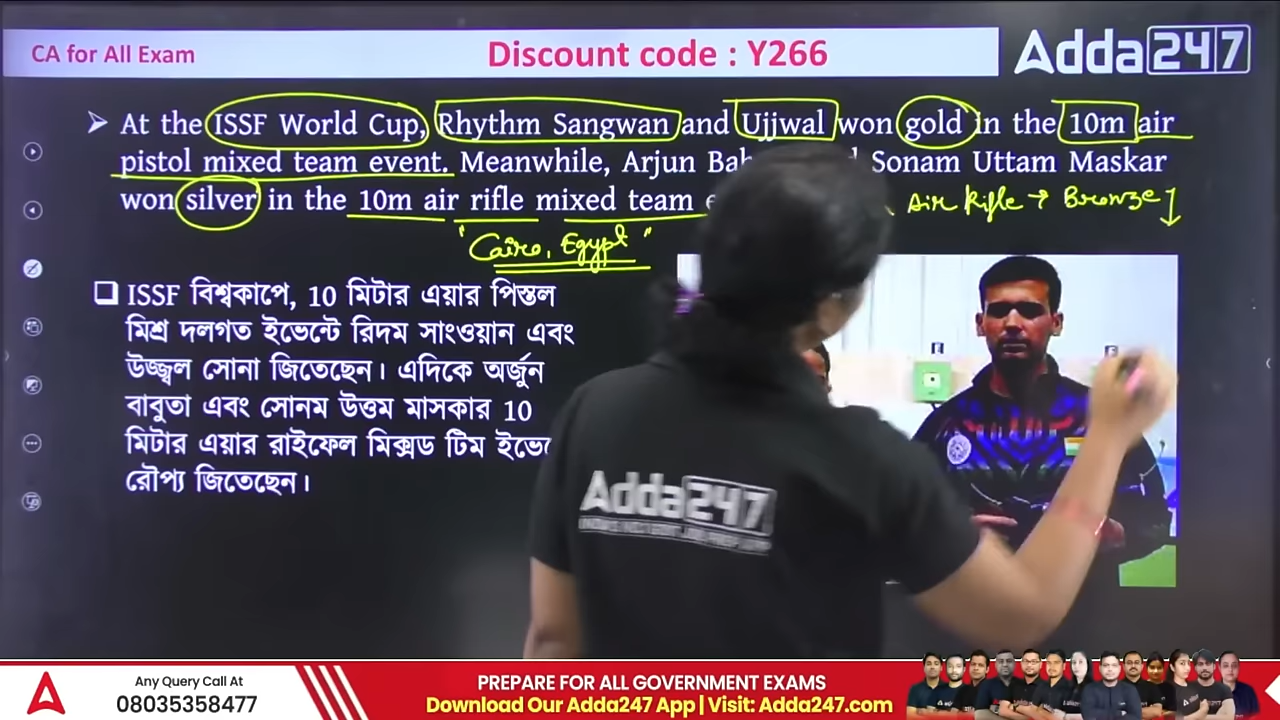 CA for All Exam
Discount code : Y266
Adda247
➤ At the ISSF World Cup, Rhythm Sangwan and Ujjwal won gold in the 10m air
pistol mixed team event. Meanwhile, Arjun Sonam Uttam Maskar
won silver in the 10m air rifle mixed team
Air Rifle → Bronze
"Cairo, Egypt"
❑ ISSF বিশ্বকাপে, 10 মিটার এয়ার পিস্তল
মিশ্র দলগত ইভেন্টে রিদম সাংওয়ান এবং
উজ্জ্বল সোনা জিতেছেন। এদিকে অর্জুন
বাবুতা এবং সোনম উত্তম মাসকার 10
মিটার এয়ার রাইফেল মিক্সড টিম
রৌপ্য জিতেছেন।
Adda247
Any Query Call At
08035358477
PREPARE FOR ALL GOVERNMENT EXAMS
Download Our Adda247 App | Visit: Adda247.com